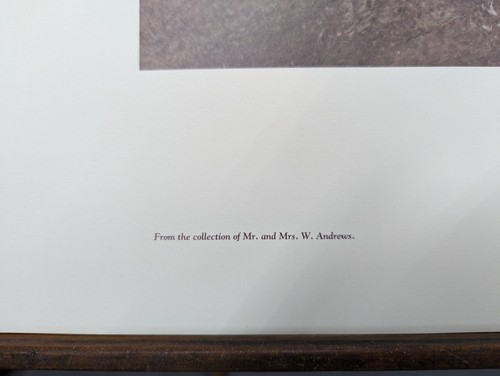 From the collection of Mr. and Mrs. W. Andrews.